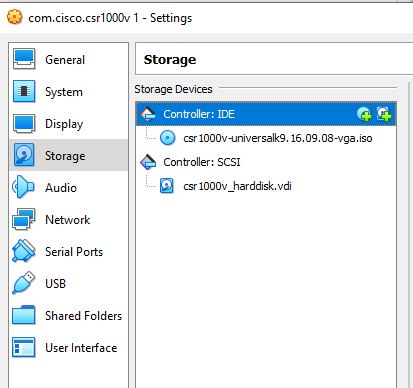 com.cisco.csr1000v 1 - Settings
General
System
Display
Storage
Audio
Network
Serial Ports
USB
Shared Folders
User Interface
Storage
Storage Devices
Controller: IDE
csr1000v-universalk9.16.09.08-vga.iso
Controller: SCSI
csr1000v_harddisk.vdi